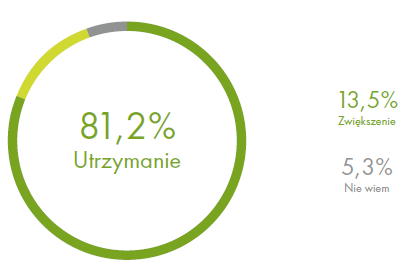 81,2%
Utrzymanie
13,5%
Zwiększenie
5,3%
Nie wiem